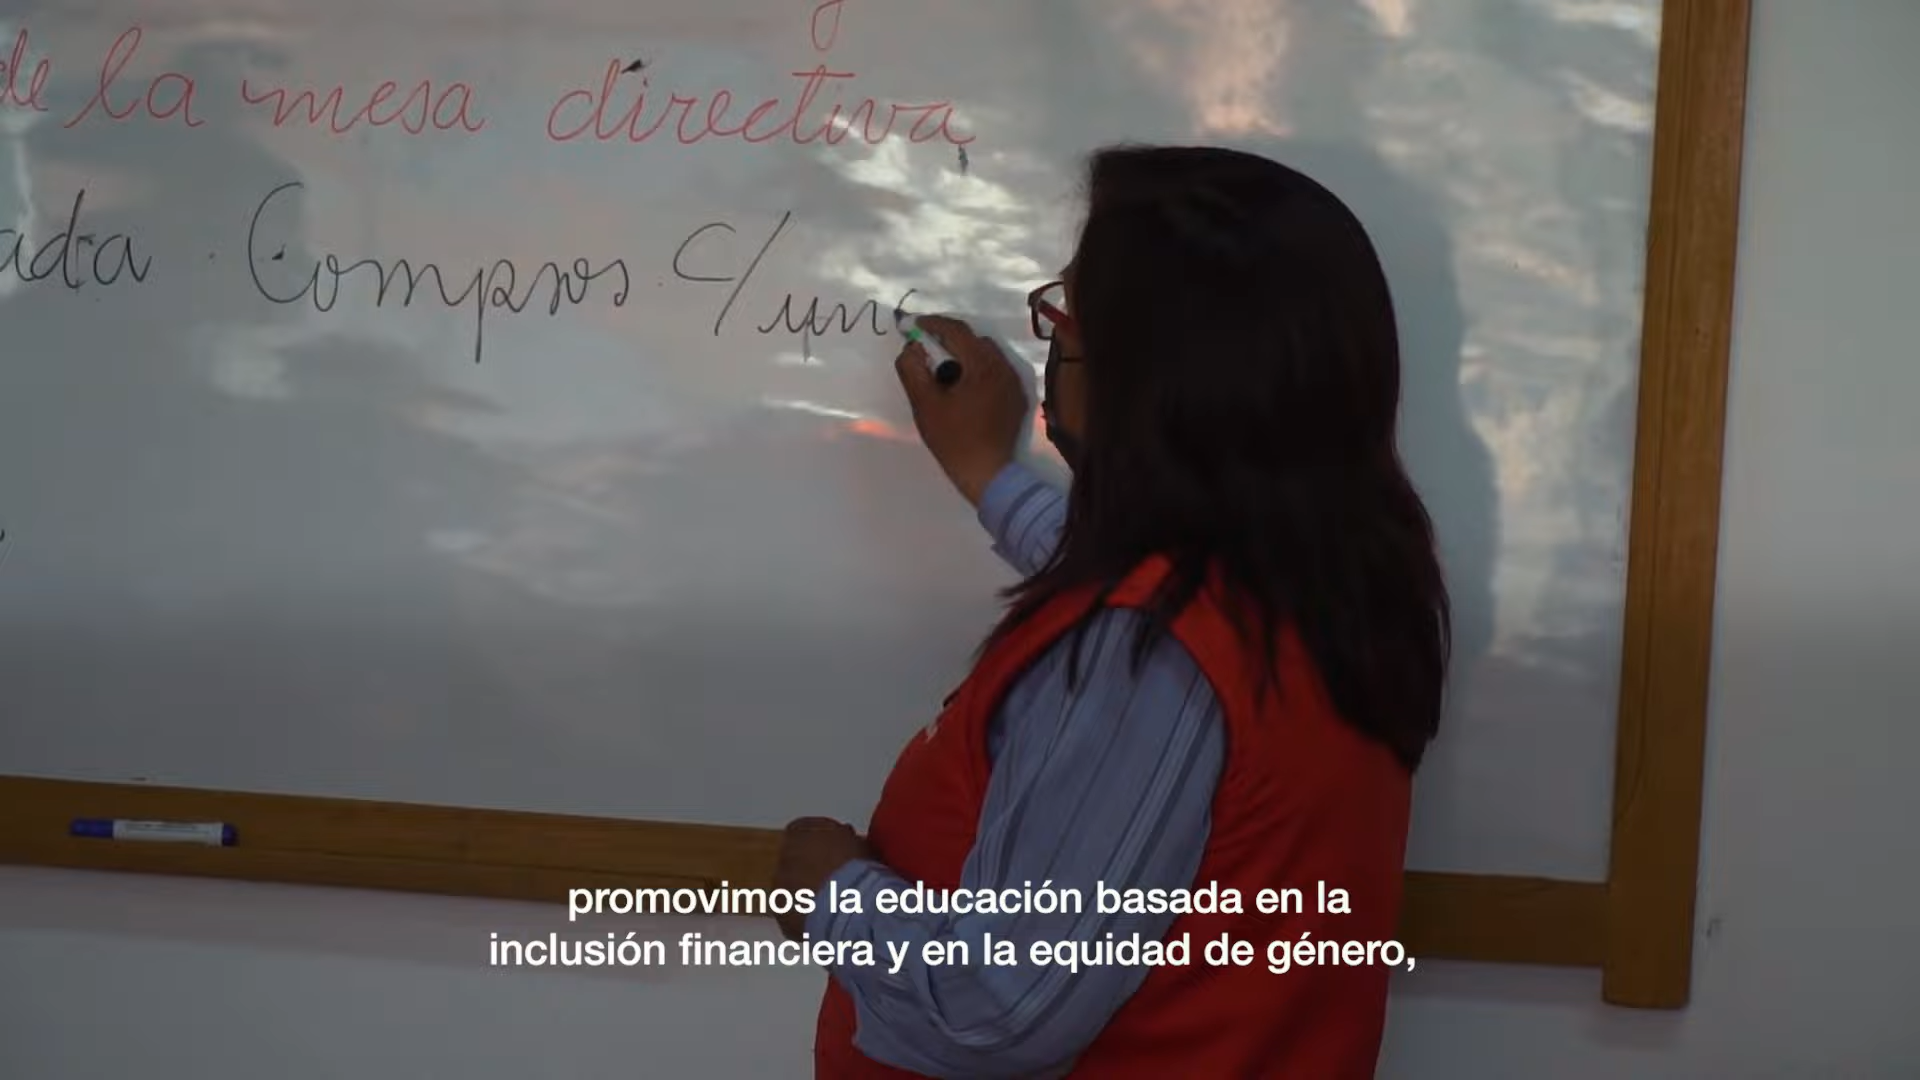 de la mesa directiva
ada. Compras c/una
promovimos la educación basada en la
inclusión financiera y en la equidad de género,